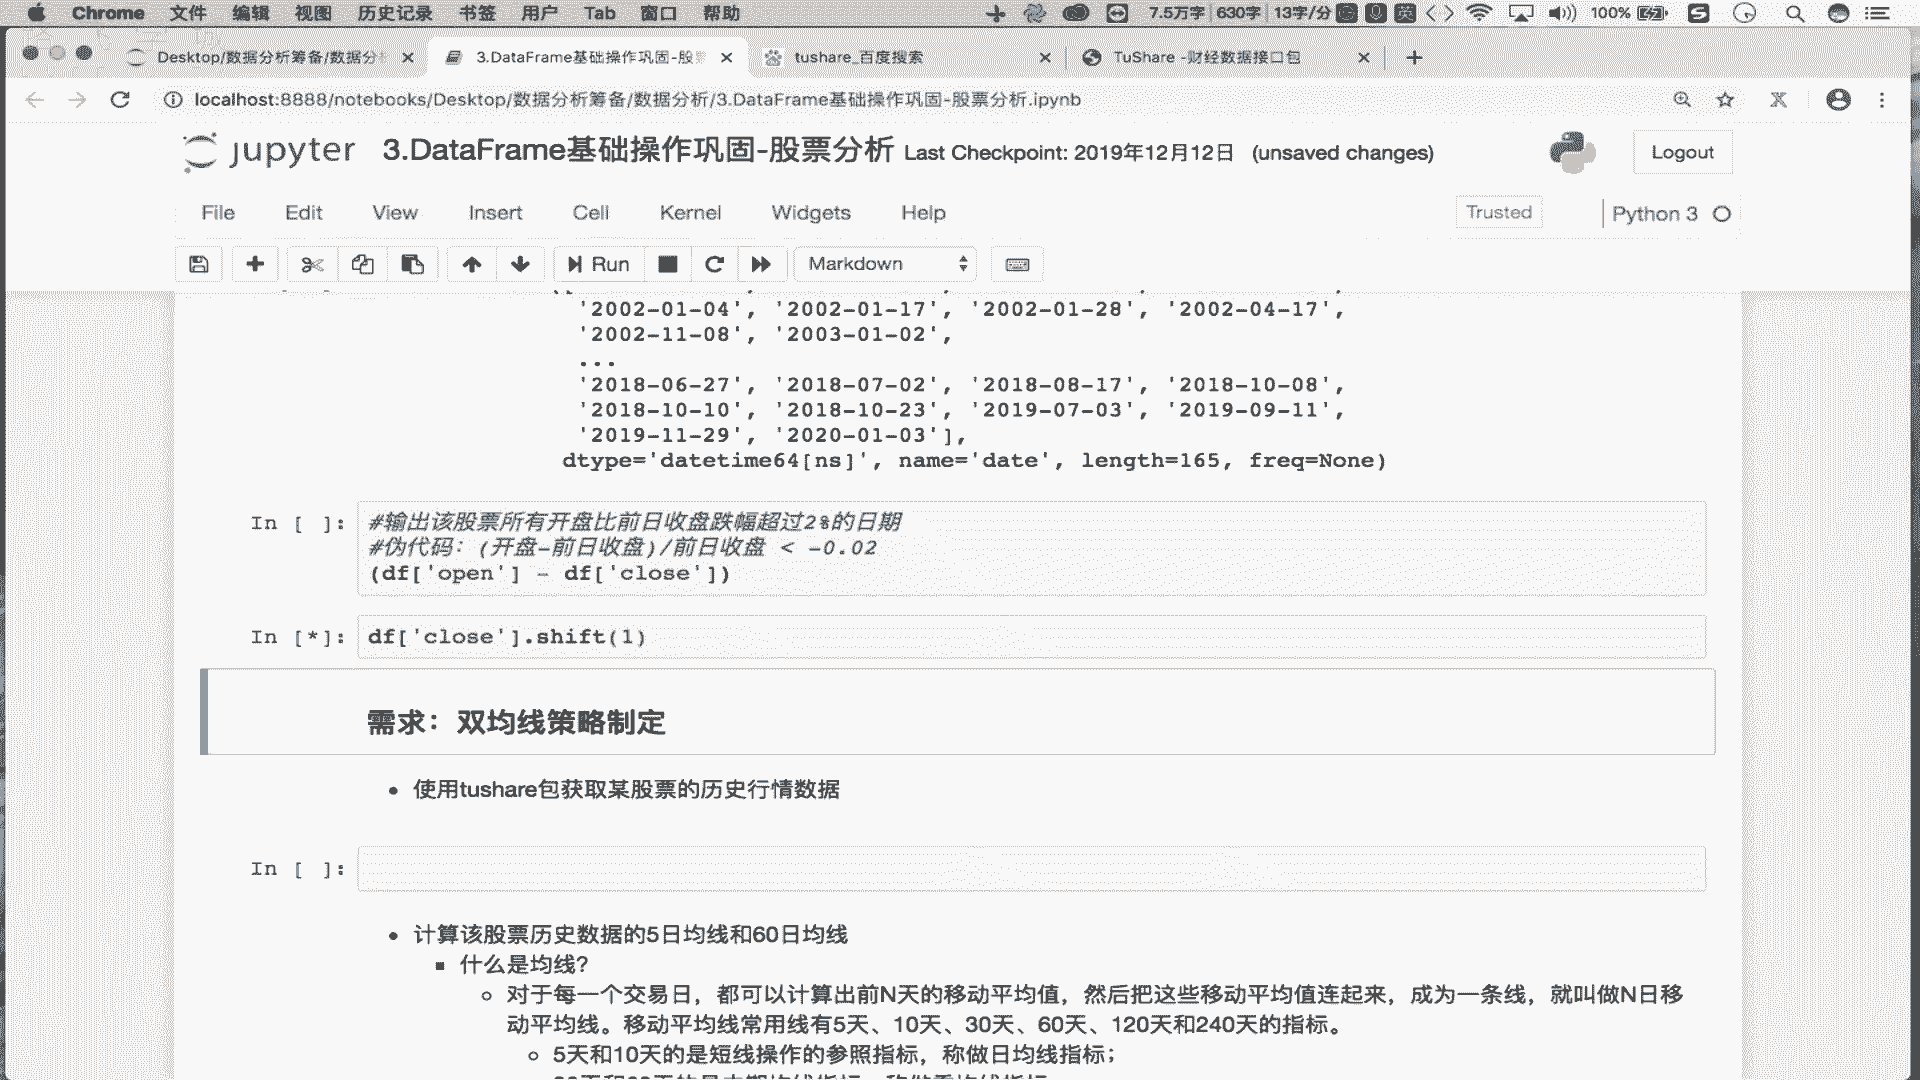 Chrome 文件 编辑 视图 历史记录 书签 用户 Tab 窗口 帮助 7.5万字 630字 13字/分 英 100%
Desktop/数据分析筹备/数据分析 3.DataFrame基础操作巩固-股票 tushare_百度搜索 TuShare -财经数据接口包
localhost:8888/notebooks/Desktop/数据分析筹备/数据分析/3.DataFrame基础操作巩固-股票分析.ipynb
jupyter 3.DataFrame基础操作巩固-股票分析 Last Checkpoint: 2019年12月12日 (unsaved changes) Logout
File Edit View Insert Cell Kernel Widgets Help Trusted Python 3
Run Markdown
'2002-01-04', '2002-01-17', '2002-01-28', '2002-04-17',
'2002-11-08', '2003-01-02',
...
'2018-06-27', '2018-07-02', '2018-08-17', '2018-10-08',
'2018-10-10', '2018-10-23', '2019-07-03', '2019-09-11',
'2019-11-29', '2020-01-03'],
dtype='datetime64[ns]', name='date', length=165, freq=None)
In [ ]: #输出该股票所有开盘比前日收盘跌幅超过2%的日期
#伪代码：(开盘-前日收盘)/前日收盘 < -0.02
(df['open'] - df['close'])
In [*]: df['close'].shift(1)
需求：双均线策略制定
使用tushare包获取某股票的历史行情数据
In [ ]:
计算该股票历史数据的5日均线和60日均线
什么是均线？
对于每一个交易日，都可以计算出前N天的移动平均值，然后把这些移动平均值连起来，成为一条线，就叫做N日移
动平均线。移动平均线常用线有5天、10天、30天、60天、120天和240天的指标。
5天和10天的是短线操作的参照指标，称做日均线指标；